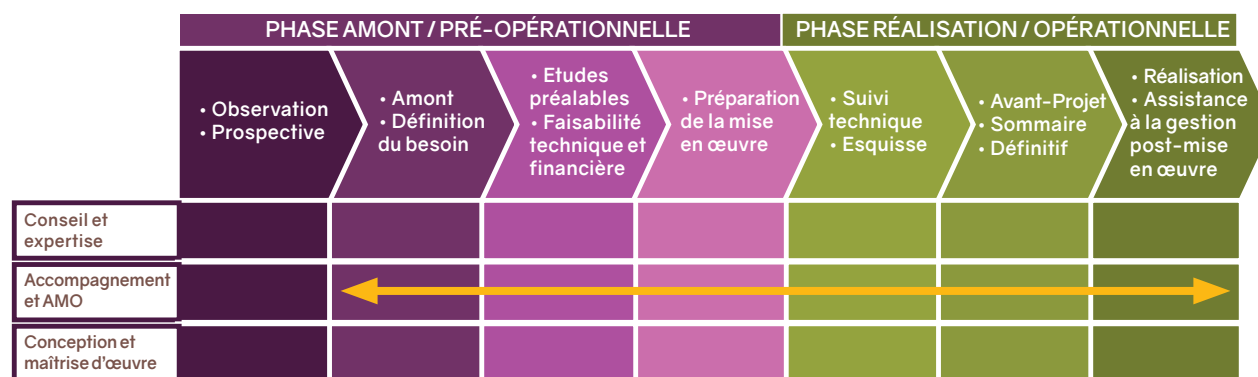 PHASE AMONT / PRÉ-OPÉRATIONNELLE
PHASE RÉALISATION / OPÉRATIONNELLE
• Observation
• Prospective
• Amont
• Définition
du besoin
• Etudes
préalables
• Faisabilité
technique et
financière
• Préparation
de la mise
en œuvre
• Suivi
technique
• Esquisse
• Avant-Projet
• Sommaire
• Définitif
• Réalisation
• Assistance
à la gestion
post-mise
en œuvre
Conseil et
expertise
Accompagnement
et AMO
Conception et
maîtrise d'œuvre